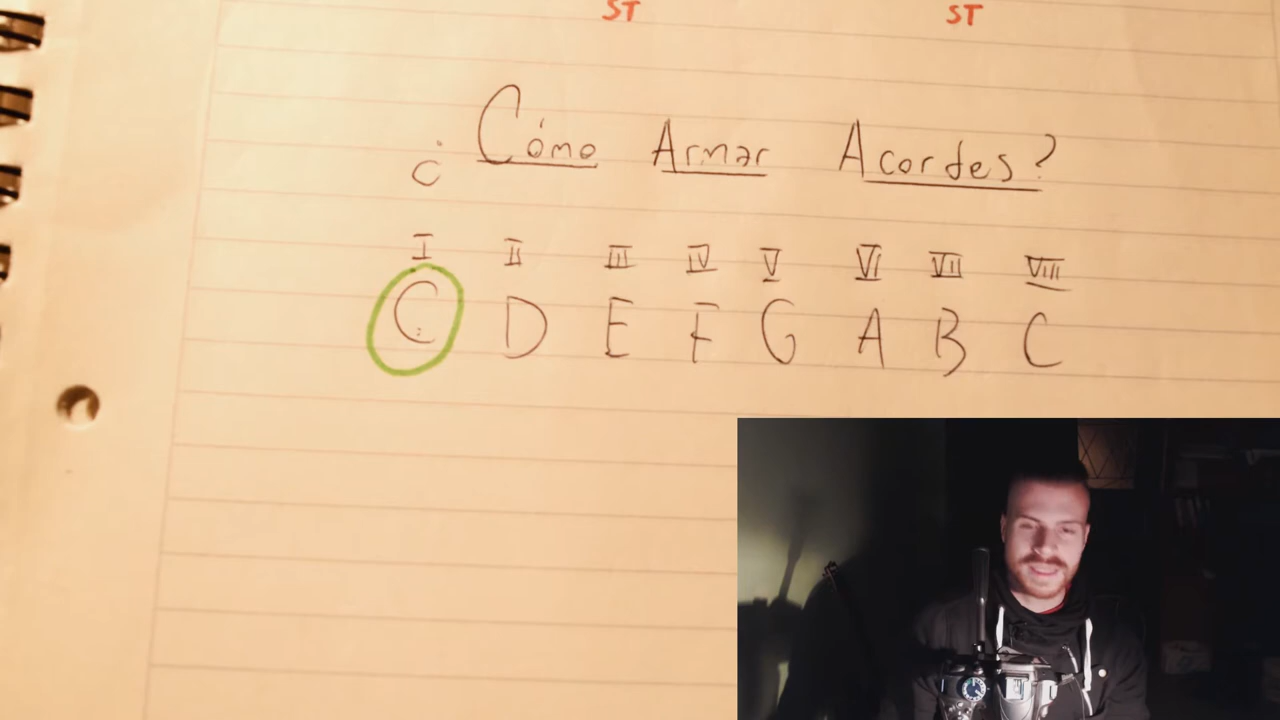 ST ST
¿Cómo Armar Acordes?
I II III IV V VI VII VIII
C D E F G A B C